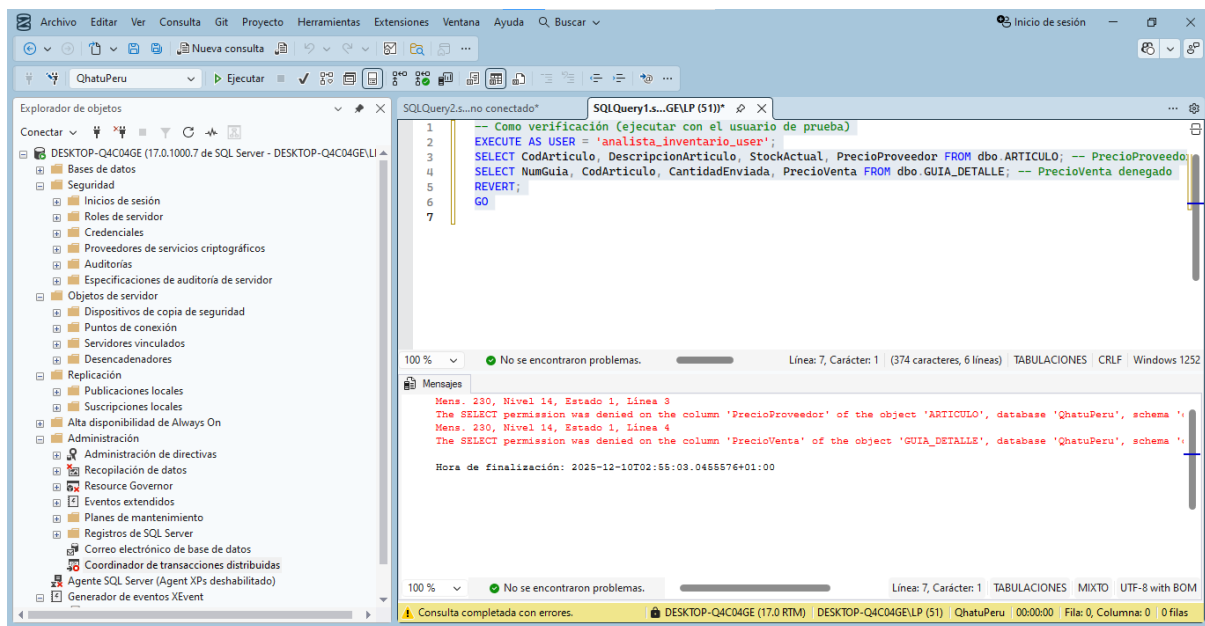 Archivo Editar Ver Consulta Git Proyecto Herramientas Extensiones Ventana Ayuda Buscar Inicio de sesión
Nueva consulta
QhatuPeru Ejecutar
Explorador de objetos
Conectar
DESKTOP-Q4C04GE (17.0.1000.7 de SQL Server - DESKTOP-Q4C04GE\LI
Bases de datos
Seguridad
Inicios de sesión
Roles de servidor
Credenciales
Proveedores de servicios criptográficos
Auditorías
Especificaciones de auditoría de servidor
Objetos de servidor
Dispositivos de copia de seguridad
Puntos de conexión
Servidores vinculados
Desencadenadores
Replicación
Publicaciones locales
Suscripciones locales
Alta disponibilidad de Always On
Administración
Administración de directivas
Recopilación de datos
Resource Governor
Eventos extendidos
Planes de mantenimiento
Registros de SQL Server
Correo electrónico de base de datos
Coordinador de transacciones distribuidas
Agente SQL Server (Agent XPs deshabilitado)
Generador de eventos XEvent
SQLQuery2.s...no conectado* SQLQuery1.s...GE\LP (51))*
1 -- Como verificación (ejecutar con el usuario de prueba)
2 EXECUTE AS USER = 'analista_inventario_user';
3 SELECT CodArticulo, DescripcionArticulo, StockActual, PrecioProveedor FROM dbo.ARTICULO; -- PrecioProveedo
4 SELECT NumGuia, CodArticulo, CantidadEnviada, PrecioVenta FROM dbo.GUIA_DETALLE; -- PrecioVenta denegado
5 REVERT;
6 GO
7
100 % No se encontraron problemas. Línea: 7, Carácter: 1 (374 caracteres, 6 líneas) TABULACIONES CRLF Windows 1252
Mensajes
Mens. 230, Nivel 14, Estado 1, Línea 3
The SELECT permission was denied on the column 'PrecioProveedor' of the object 'ARTICULO', database 'QhatuPeru', schema '
Mens. 230, Nivel 14, Estado 1, Línea 4
The SELECT permission was denied on the column 'PrecioVenta' of the object 'GUIA_DETALLE', database 'QhatuPeru', schema '
Hora de finalización: 2025-12-10T02:55:03.0455576+01:00
100 % No se encontraron problemas. Línea: 7, Carácter: 1 TABULACIONES MIXTO UTF-8 with BOM
Consulta completada con errores. DESKTOP-Q4C04GE (17.0 RTM) DESKTOP-Q4C04GE\LP (51) QhatuPeru 00:00:00 Fila: 0, Columna: 0 0 filas